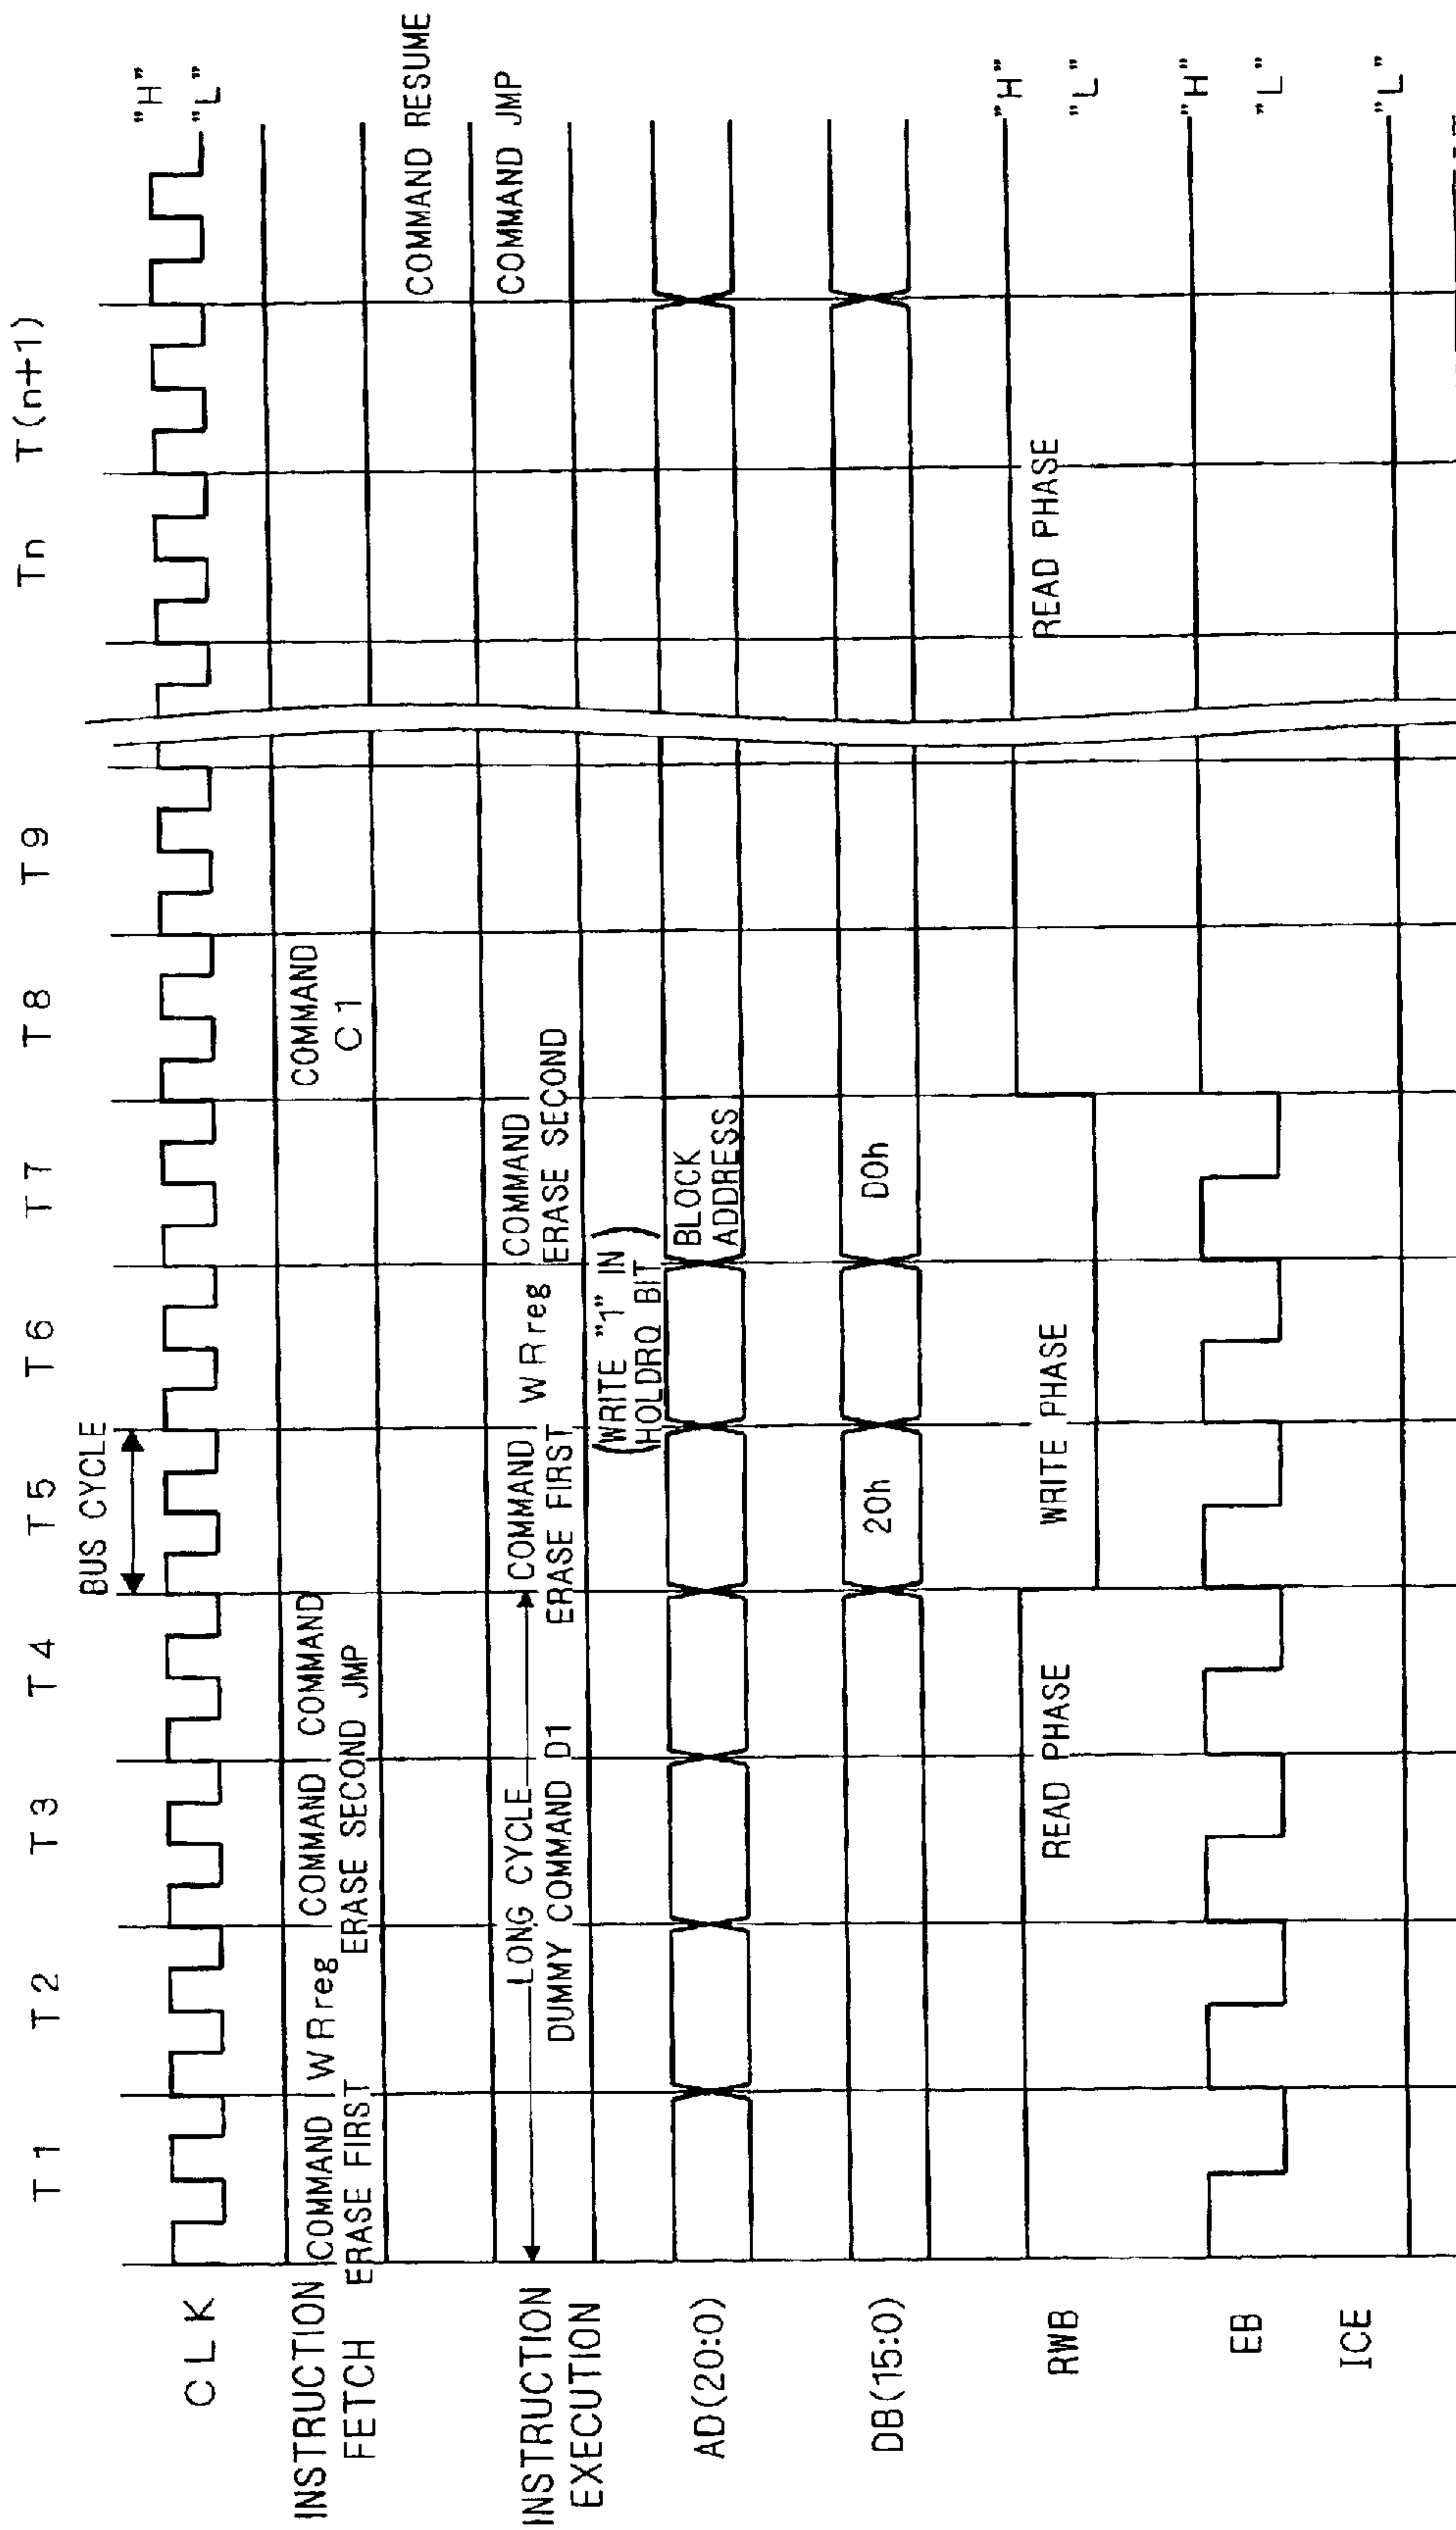 T1 T2 T3 T4 T5 T6 T7 T8 T9 Tn T(n+1)
BUS CYCLE
CLK
"H"
"L"
INSTRUCTION FETCH
COMMAND WRreg COMMAND COMMAND
ERASE FIRST ERASE SECOND JMP
COMMAND
C1
COMMAND RESUME
INSTRUCTION
EXECUTION
LONG CYCLE
DUMMY COMMAND D1
COMMAND
ERASE FIRST
WRreg
(WRITE "1" IN
HOLDRQ BIT)
COMMAND
ERASE SECOND
COMMAND JMP
AD(20:0)
BLOCK
ADDRESS
DB(15:0)
20h
D0h
RWB
READ PHASE
WRITE PHASE
READ PHASE
"H"
"L"
EB
"H"
"L"
ICE
"L"